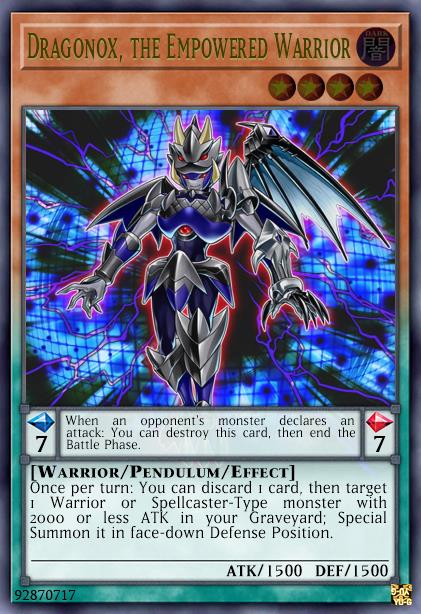 Dragonox, the Empowered Warrior
DARK
闇
When an opponent's monster declares an
attack: You can destroy this card, then end the
Battle Phase.
7
7
[Warrior/Pendulum/Effect]
Once per turn: You can discard 1 card, then target
1 Warrior or Spellcaster-Type monster with
2000 or less ATK in your Graveyard; Special
Summon it in face-down Defense Position.
ATK/1500 DEF/1500
92870717